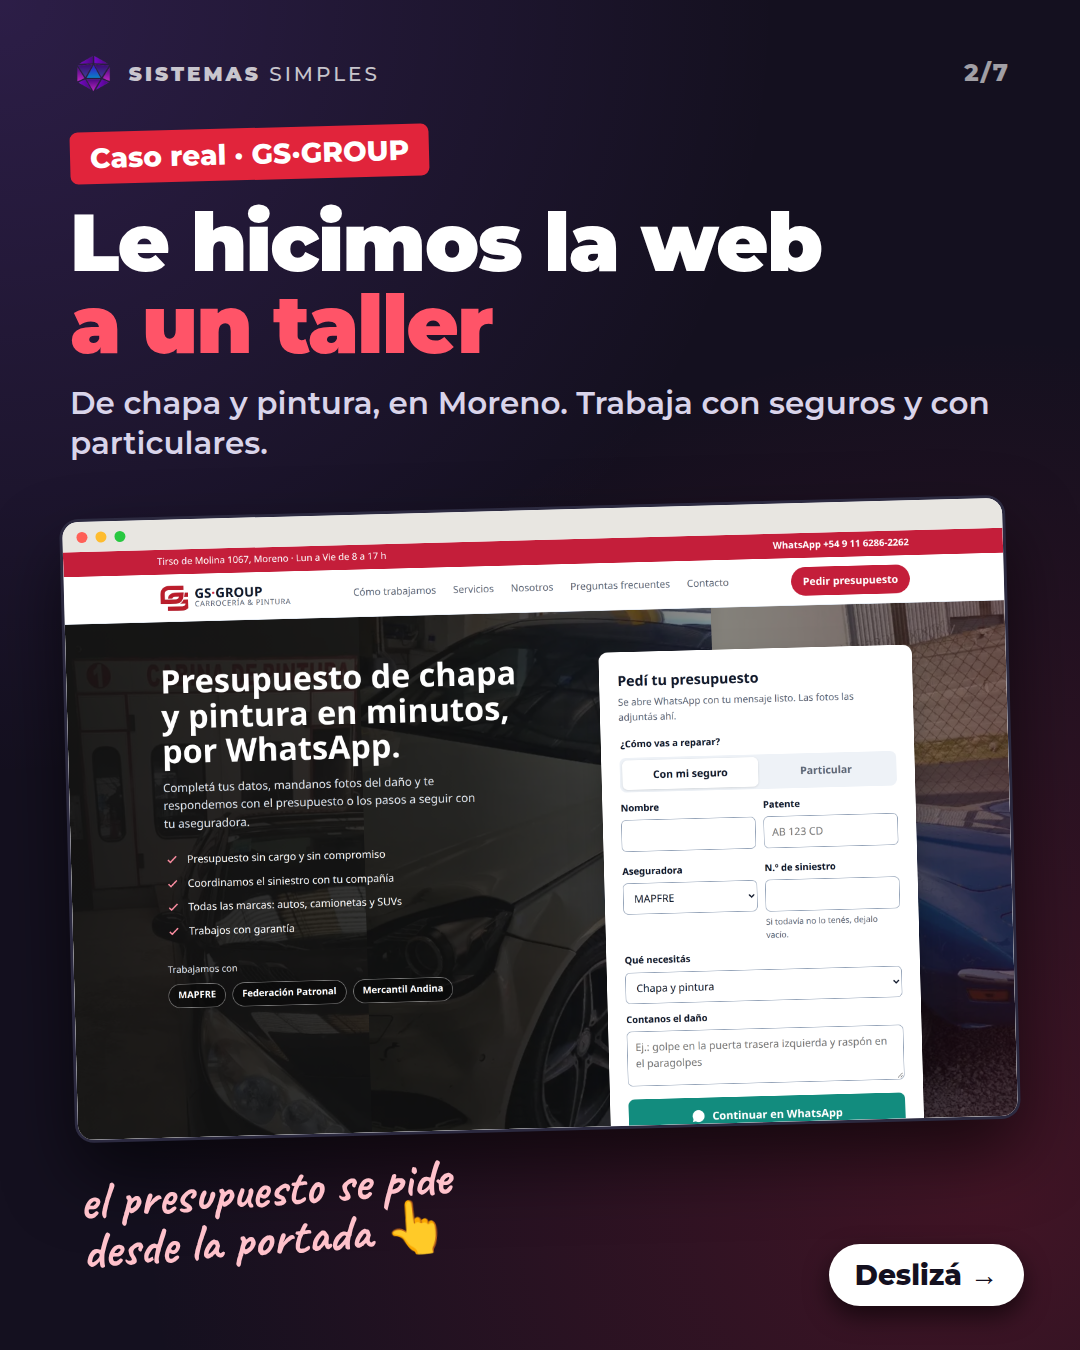 SISTEMAS SIMPLES
2/7
Caso real · GS·GROUP
Le hicimos la web
a un taller
De chapa y pintura, en Moreno. Trabaja con seguros y con
particulares.
Tirso de Molina 1067, Moreno · Lun a Vie de 8 a 17 h
WhatsApp +54 9 11 6286-2262
GS·GROUP
CARROCERÍA & PINTURA
Cómo trabajamos
Servicios
Nosotros
Preguntas frecuentes
Contacto
Pedir presupuesto
CABINA DE PINTURA
Presupuesto de chapa
y pintura en minutos,
por WhatsApp.
Completá tus datos, mandanos fotos del daño y te
respondemos con el presupuesto o los pasos a seguir con
tu aseguradora.
Presupuesto sin cargo y sin compromiso
Coordinamos el siniestro con tu compañía
Todas las marcas: autos, camionetas y SUVs
Trabajos con garantía
Trabajamos con
MAPFRE
Federación Patronal
Mercantil Andina
Pedí tu presupuesto
Se abre WhatsApp con tu mensaje listo. Las fotos las
adjuntás ahí.
¿Cómo vas a reparar?
Con mi seguro
Particular
Nombre
Patente
AB 123 CD
Aseguradora
N.º de siniestro
MAPFRE
Si todavía no lo tenés, dejalo
vacío.
Qué necesitás
Chapa y pintura
Contanos el daño
Ej.: golpe en la puerta trasera izquierda y raspón en
el paragolpes
Continuar en WhatsApp
el presupuesto se pide
desde la portada 👆
Deslizá →